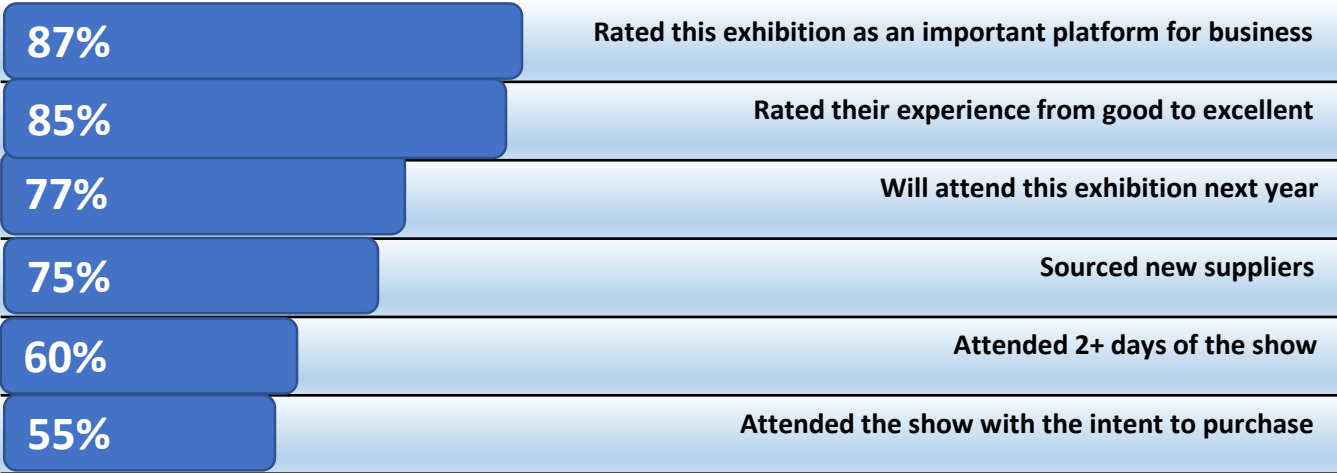 87% Rated this exhibition as an important platform for business
85% Rated their experience from good to excellent
77% Will attend this exhibition next year
75% Sourced new suppliers
60% Attended 2+ days of the show
55% Attended the show with the intent to purchase